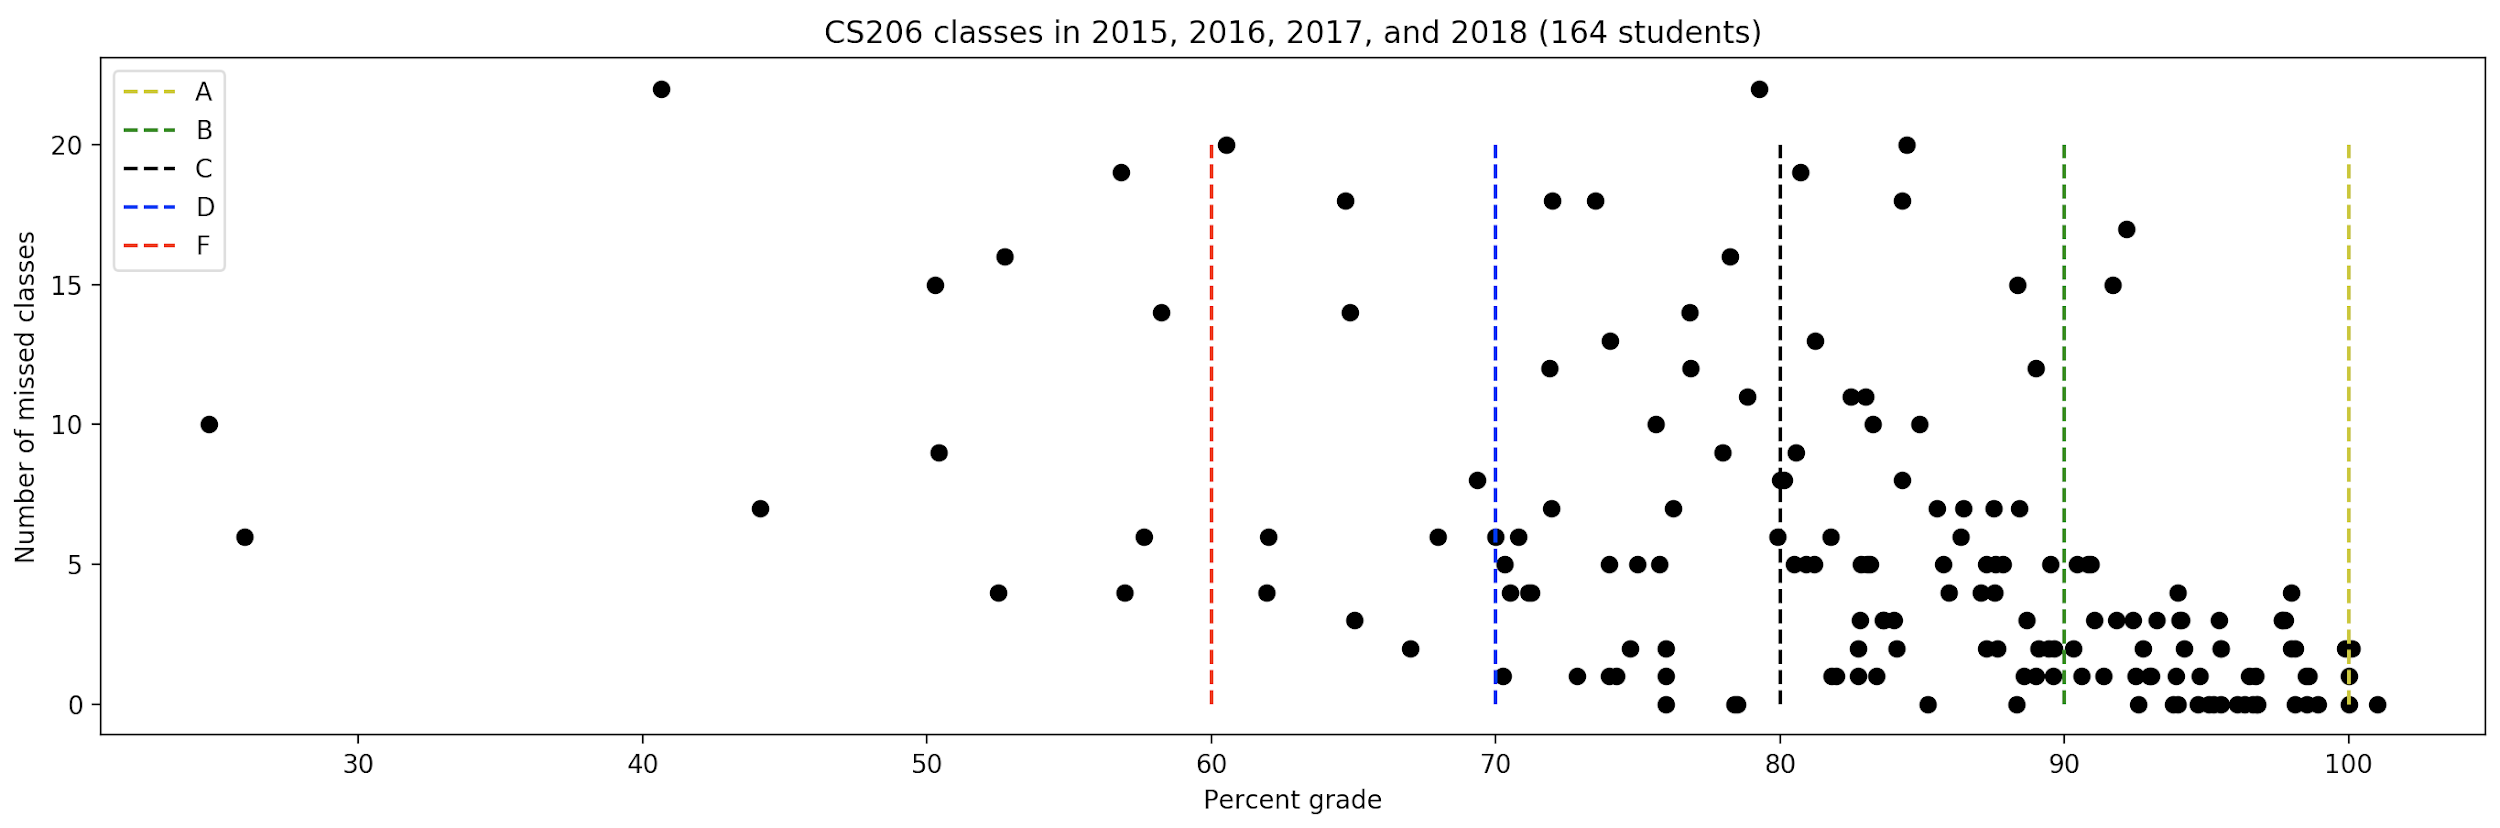 CS206 classes in 2015, 2016, 2017, and 2018 (164 students)
A
B
C
D
F
Number of missed classes
20
15
10
5
0
30 40 50 60 70 80 90 100
Percent grade